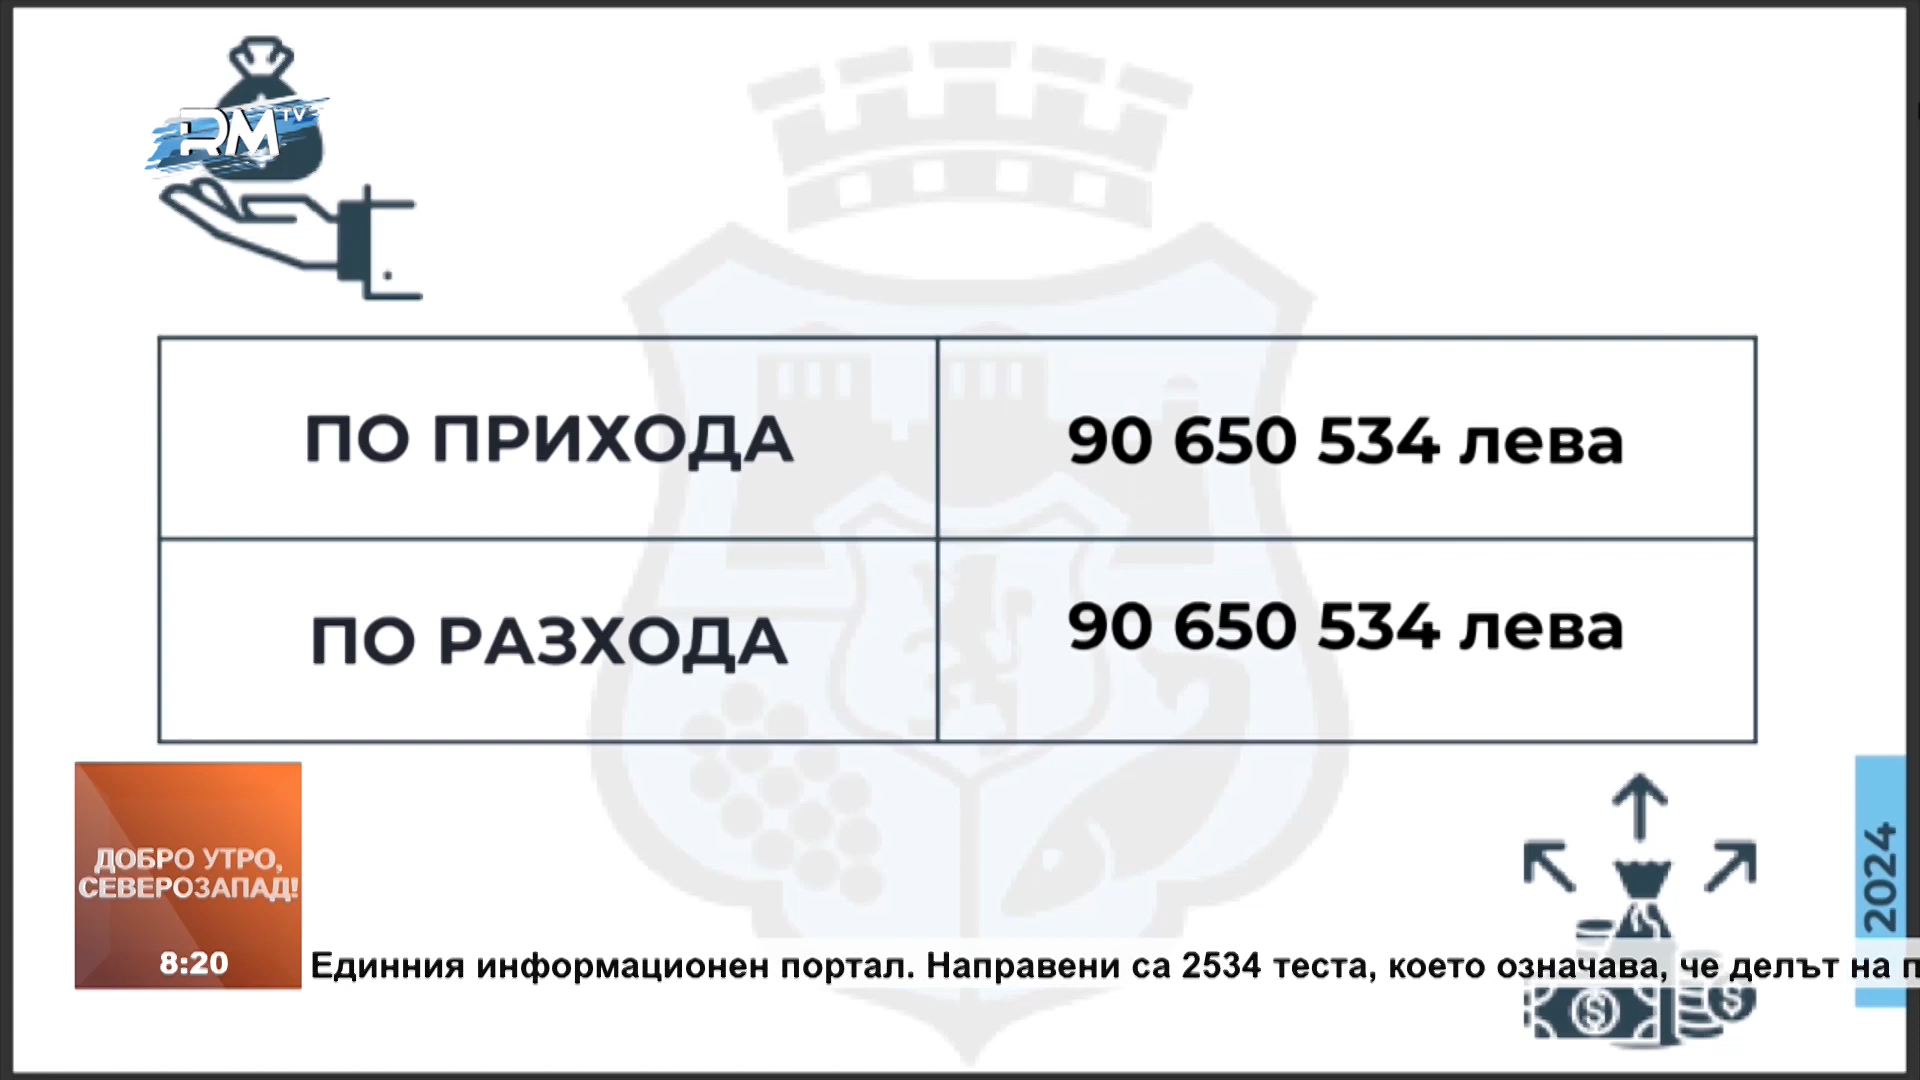 RM TV
ПО ПРИХОДА
90 650 534 лева
ПО РАЗХОДА
90 650 534 лева
2024
ДОБРО УТРО,
СЕВЕРОЗАПАД!
8:20
Единния информационен портал. Направени са 2534 теста, което означава, че делът на п